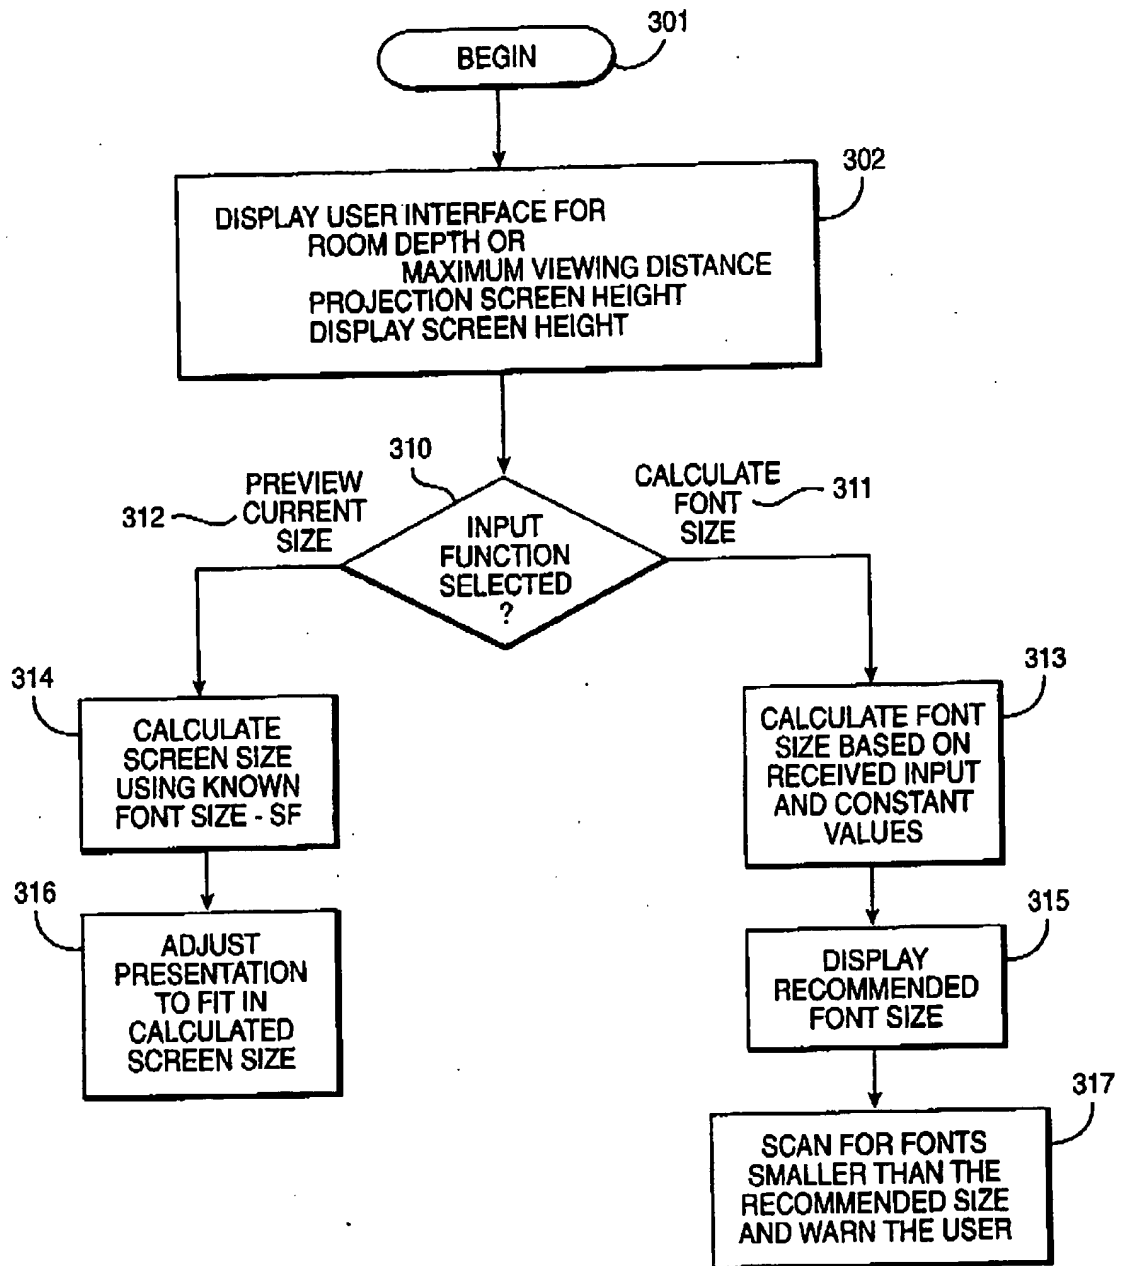 301
BEGIN
302
DISPLAY USER INTERFACE FOR
ROOM DEPTH OR
MAXIMUM VIEWING DISTANCE
PROJECTION SCREEN HEIGHT
DISPLAY SCREEN HEIGHT
310
312
PREVIEW
CURRENT
SIZE
CALCULATE
FONT
SIZE
311
INPUT
FUNCTION
SELECTED
?
314
CALCULATE
SCREEN SIZE
USING KNOWN
FONT SIZE - SF
316
ADJUST
PRESENTATION
TO FIT IN
CALCULATED
SCREEN SIZE
313
CALCULATE FONT
SIZE BASED ON
RECEIVED INPUT
AND CONSTANT
VALUES
315
DISPLAY
RECOMMENDED
FONT SIZE
317
SCAN FOR FONTS
SMALLER THAN THE
RECOMMENDED SIZE
AND WARN THE USER